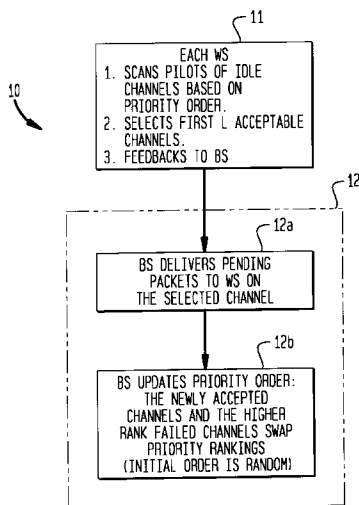 11
10
EACH WS
1. SCANS PILOTS OF IDLE
CHANNELS BASED ON
PRIORITY ORDER.
2. SELECTS FIRST L ACCEPTABLE
CHANNELS.
3. FEEDBACKS TO BS
12
12a
BS DELIVERS PENDING
PACKETS TO WS ON
THE SELECTED CHANNEL
12b
BS UPDATES PRIORITY ORDER:
THE NEWLY ACCEPTED
CHANNELS AND THE HIGHER
RANK FAILED CHANNELS SWAP
PRIORITY RANKINGS
(INITIAL ORDER IS RANDOM)